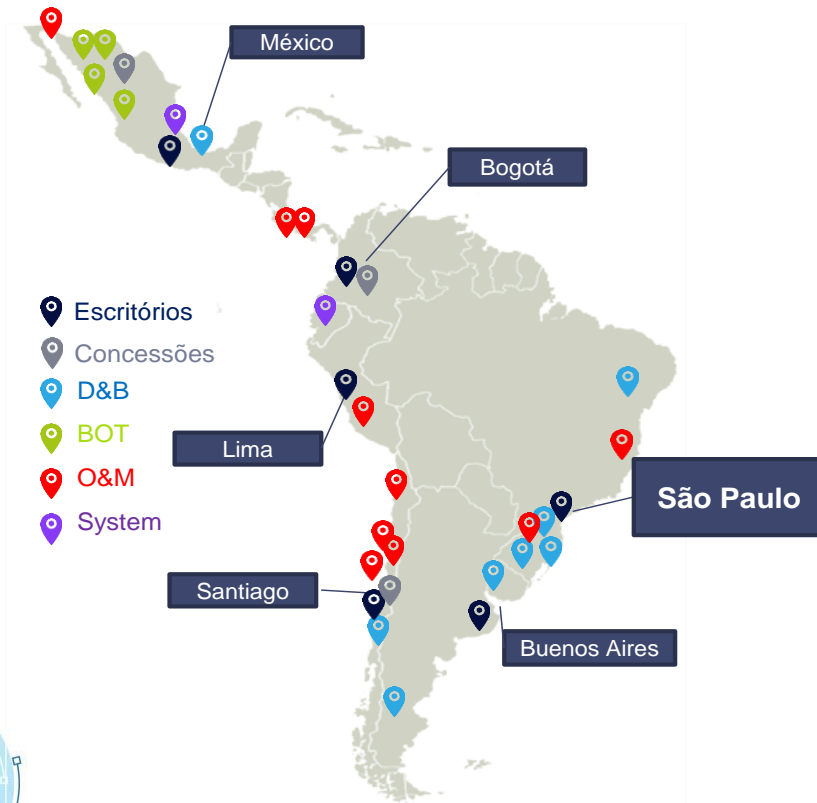 México
Bogotá
Escritórios
Concessões
D&B
BOT
O&M
System
Lima
São Paulo
Santiago
Buenos Aires